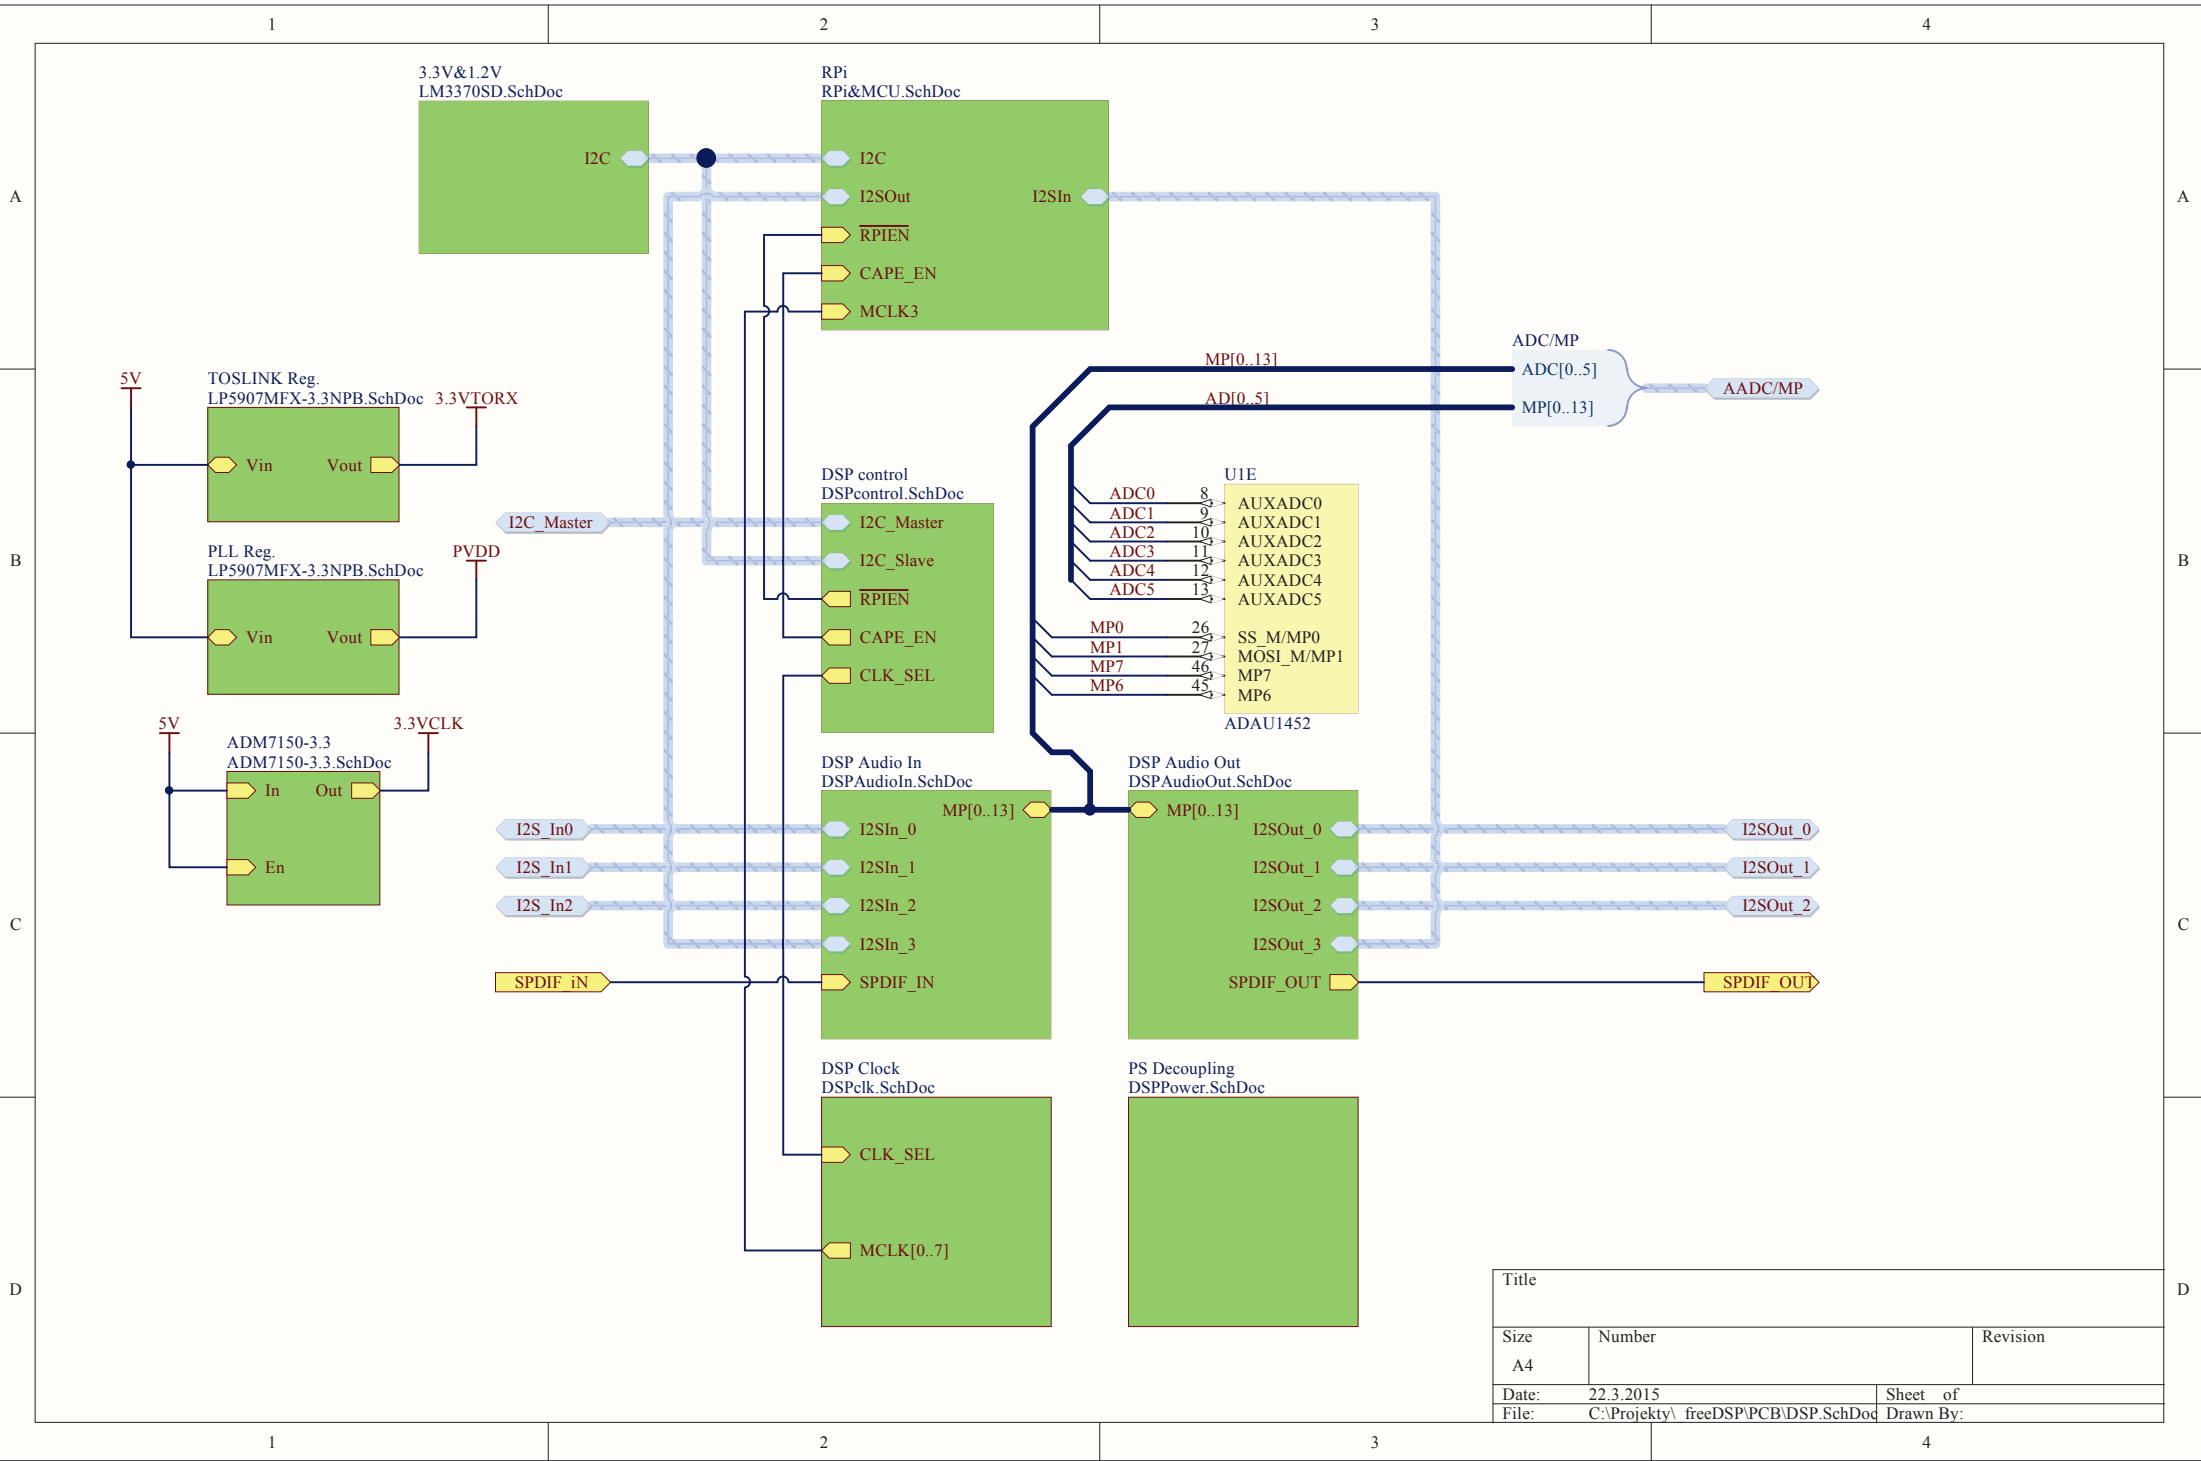 1 2 3 4
A A
B B
C C
D D
3.3V&1.2V
LM3370SD.SchDoc
I2C
RPi
RPi&MCU.SchDoc
I2C
I2SOut
I2SIn
RPIEN
CAPE_EN
MCLK3
5V
TOSLINK Reg.
LP5907MFX-3.3NPB.SchDoc
3.3VTORX
Vin Vout
PLL Reg.
LP5907MFX-3.3NPB.SchDoc
PVDD
Vin Vout
5V
3.3VCLK
ADM7150-3.3
ADM7150-3.3.SchDoc
In Out
En
MP[0..13]
AD[0..5]
ADC/MP
ADC[0..5]
MP[0..13]
AADC/MP
I2C_Master
DSP control
DSPcontrol.SchDoc
I2C_Master
I2C_Slave
RPIEN
CAPE_EN
CLK_SEL
U1E
ADC0 8 AUXADC0
ADC1 9 AUXADC1
ADC2 10 AUXADC2
ADC3 11 AUXADC3
ADC4 12 AUXADC4
ADC5 13 AUXADC5
MP0 26 SS_M/MP0
MP1 27 MOSI_M/MP1
MP7 46 MP7
MP6 45 MP6
ADAU1452
DSP Audio In
DSPAudioIn.SchDoc
MP[0..13]
I2S_In0 I2SIn_0
I2S_In1 I2SIn_1
I2S_In2 I2SIn_2
I2SIn_3
SPDIF_iN SPDIF_IN
DSP Audio Out
DSPAudioOut.SchDoc
MP[0..13]
I2SOut_0 I2SOut_0
I2SOut_1 I2SOut_1
I2SOut_2 I2SOut_2
I2SOut_3
SPDIF_OUT SPDIF_OUT
DSP Clock
DSPclk.SchDoc
CLK_SEL
MCLK[0..7]
PS Decoupling
DSPPower.SchDoc
Title
Size Number Revision
A4
Date: 22.3.2015 Sheet of
File: C:\Projekty\_freeDSP\PCB\DSP.SchDoc Drawn By:
1 2 3 4